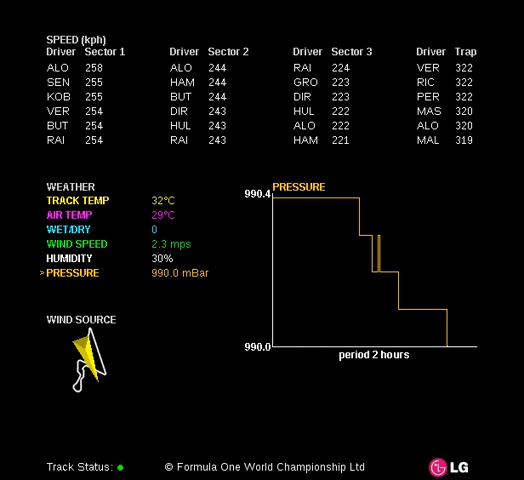 SPEED (kph)
Driver Sector 1 Driver Sector 2 Driver Sector 3 Driver Trap
ALO 258 ALO 244 RAI 224 VER 322
SEN 255 HAM 244 GRO 223 RIC 322
KOB 255 BUT 244 DIR 223 PER 322
VER 254 DIR 243 HUL 222 MAS 320
BUT 254 HUL 243 ALO 222 ALO 320
RAI 254 RAI 243 HAM 221 MAL 319
WEATHER
TRACK TEMP 32°C
AIR TEMP 29°C
WET/DRY 0
WIND SPEED 2.3 mps
HUMIDITY 30%
> PRESSURE 990.0 mBar
PRESSURE
990.4
990.0
period 2 hours
WIND SOURCE
Track Status: © Formula One World Championship Ltd
LG